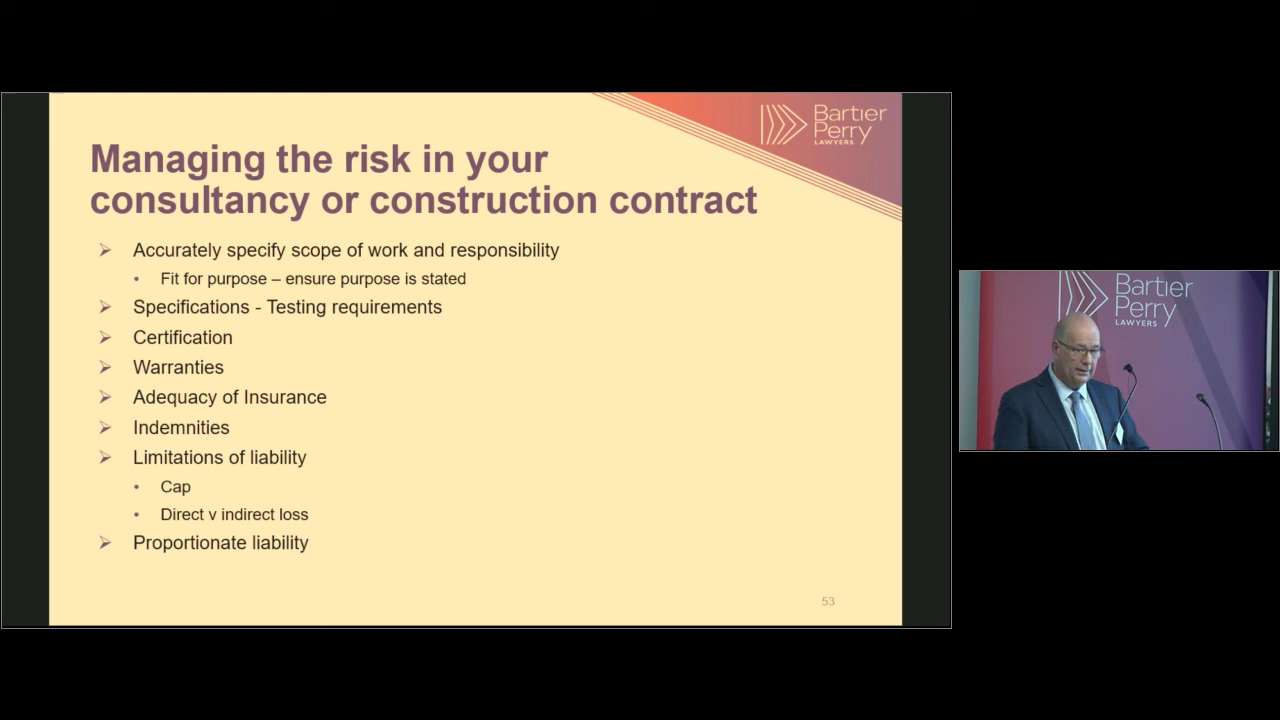 Bartier
Perry
LAWYERS
Managing the risk in your
consultancy or construction contract
➢ Accurately specify scope of work and responsibility
• Fit for purpose – ensure purpose is stated
➢ Specifications - Testing requirements
➢ Certification
➢ Warranties
➢ Adequacy of Insurance
➢ Indemnities
➢ Limitations of liability
• Cap
• Direct v indirect loss
➢ Proportionate liability
53
Bartier
Perry
LAWYERS